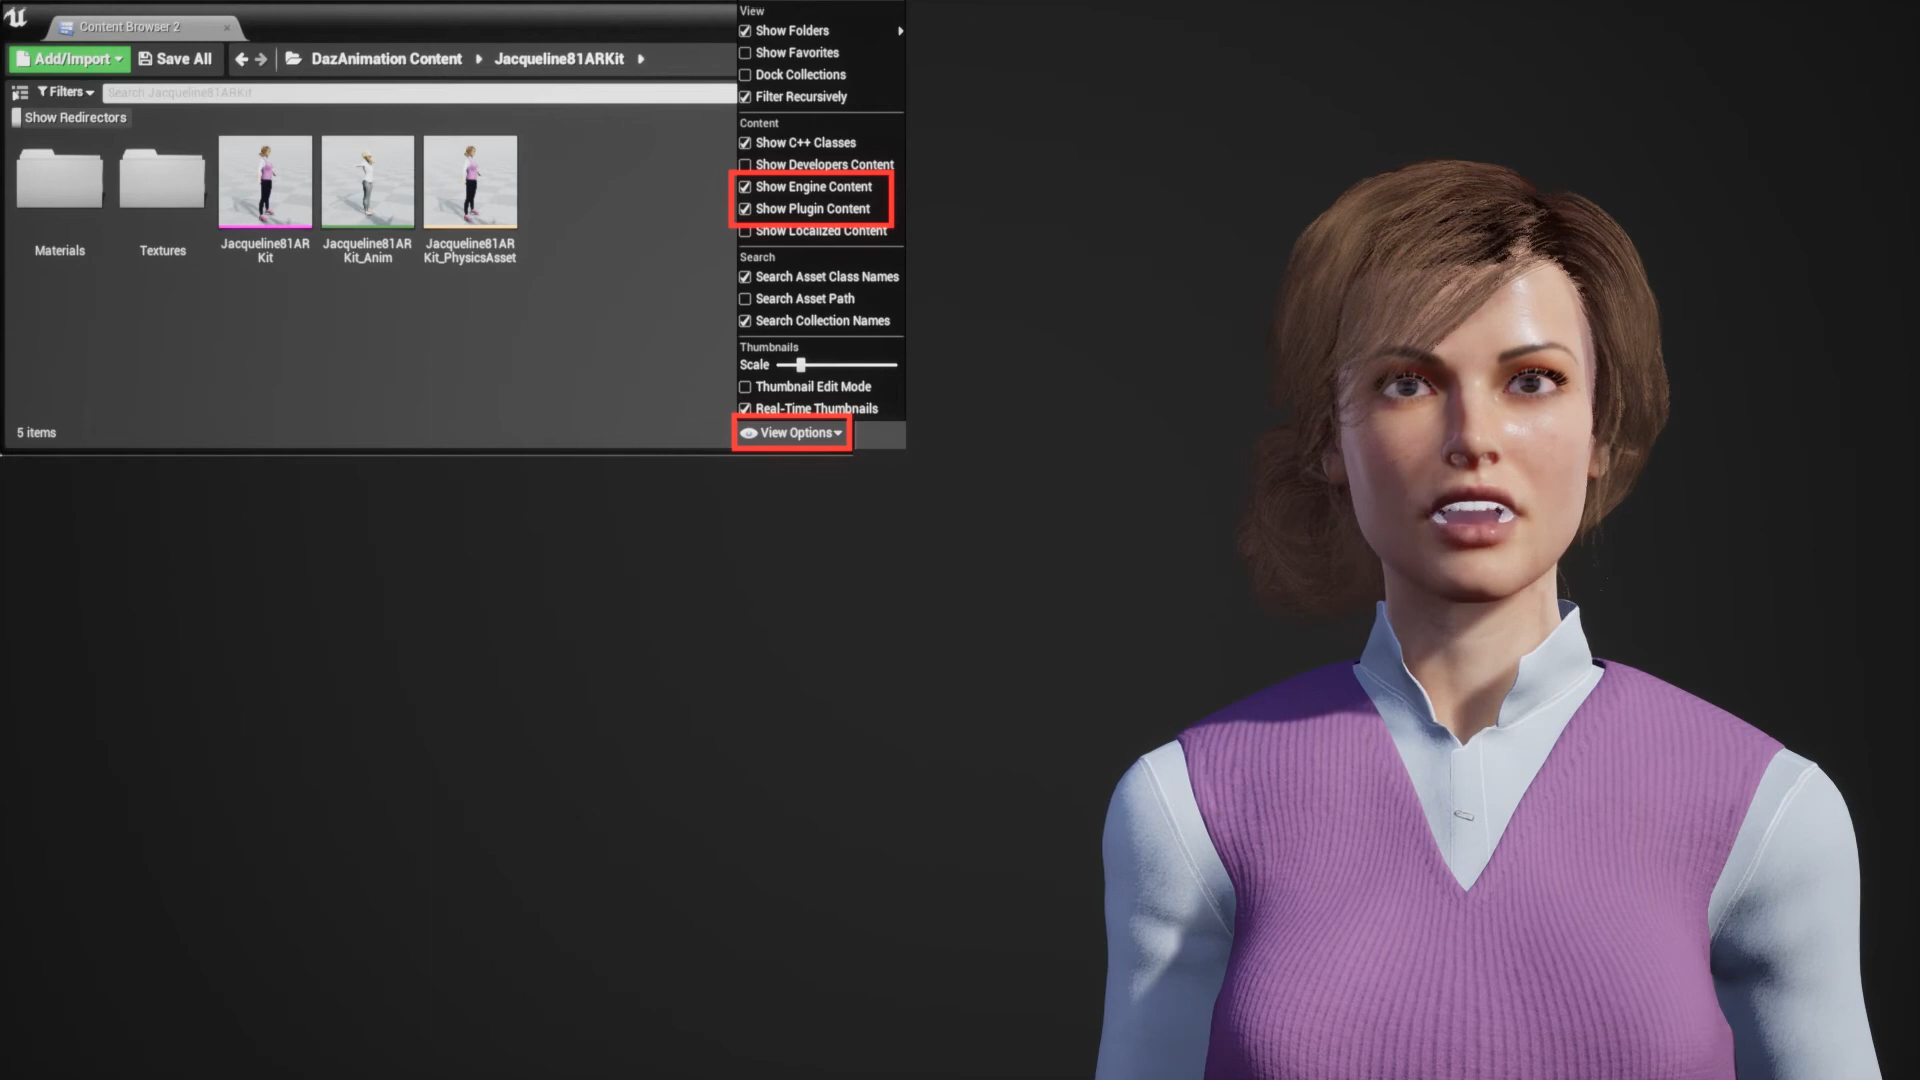 Content Browser 2
Add/Import
Save All
DazAnimation Content
Jacqueline81ARKit
Filters
Search Jacqueline81ARKit
Show Redirectors
Materials
Textures
Jacqueline81AR
Kit
Jacqueline81AR
Kit_Anim
Jacqueline81AR
Kit_PhysicsAsset
5 items
View
Show Folders
Show Favorites
Dock Collections
Filter Recursively
Content
Show C++ Classes
Show Developers Content
Show Engine Content
Show Plugin Content
Show Localized Content
Search
Search Asset Class Names
Search Asset Path
Search Collection Names
Thumbnails
Scale
Thumbnail Edit Mode
Real-Time Thumbnails
View Options